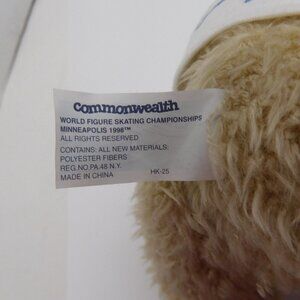 commonwealth
WORLD FIGURE SKATING CHAMPIONSHIPS
MINNEAPOLIS 1998™
ALL RIGHTS RESERVED
CONTAINS: ALL NEW MATERIALS;
POLYESTER FIBERS
REG.NO.PA.48 N.Y.
MADE IN CHINA HK-25